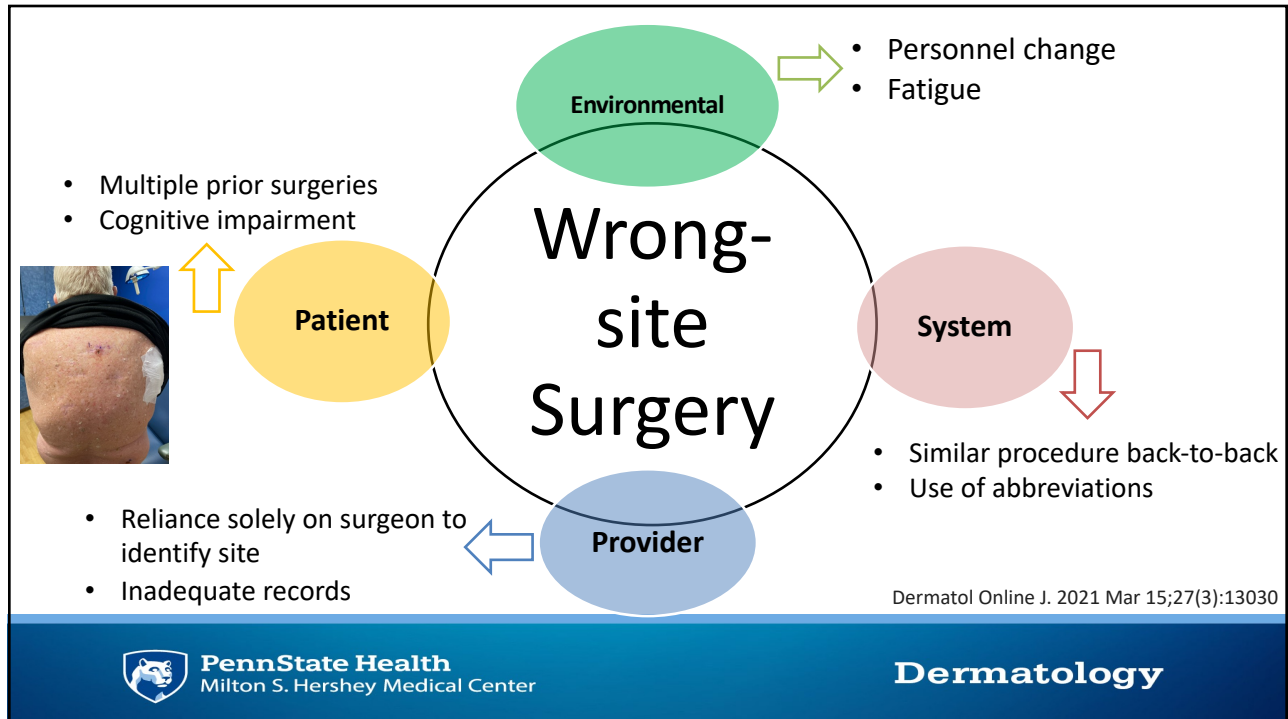 Environmental
• Personnel change
• Fatigue
• Multiple prior surgeries
• Cognitive impairment
Patient
Wrong-
site
Surgery
System
• Similar procedure back-to-back
• Use of abbreviations
• Reliance solely on surgeon to
identify site
• Inadequate records
Provider
Dermatol Online J. 2021 Mar 15;27(3):13030
PennState Health
Milton S. Hershey Medical Center
Dermatology